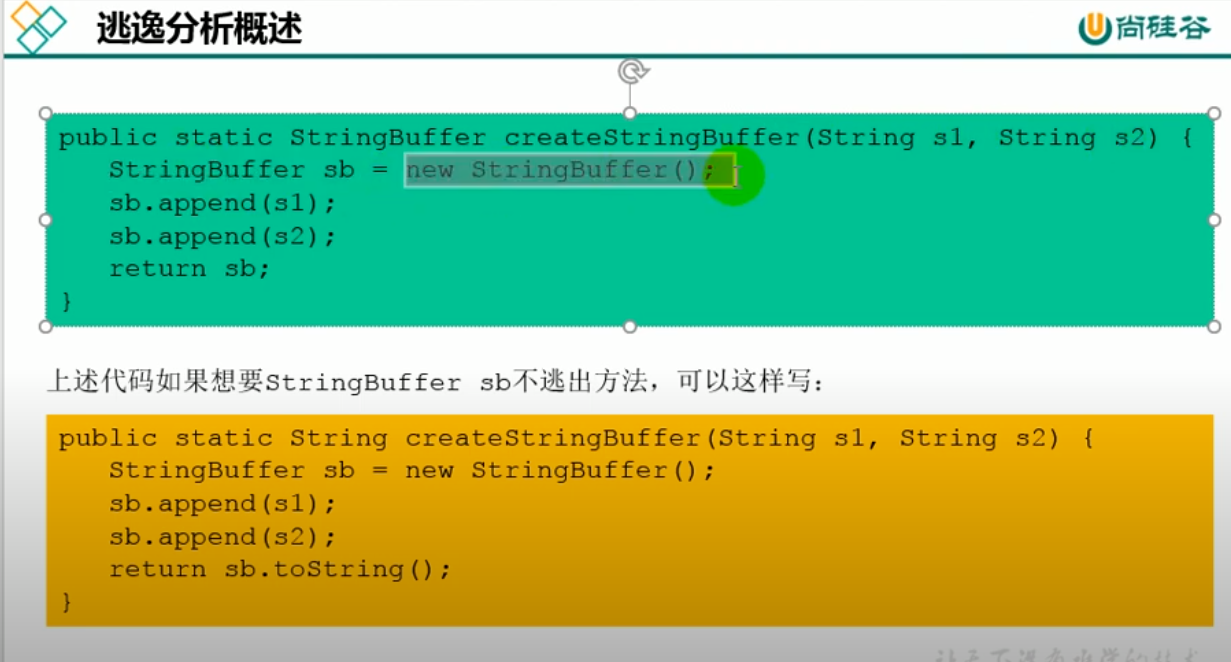 逃逸分析概述
尚硅谷
public static StringBuffer createStringBuffer(String s1, String s2) {
StringBuffer sb = new StringBuffer();
sb.append(s1);
sb.append(s2);
return sb;
}
上述代码如果想要StringBuffer sb不逃出方法，可以这样写：
public static String createStringBuffer(String s1, String s2) {
StringBuffer sb = new StringBuffer();
sb.append(s1);
sb.append(s2);
return sb.toString();
}